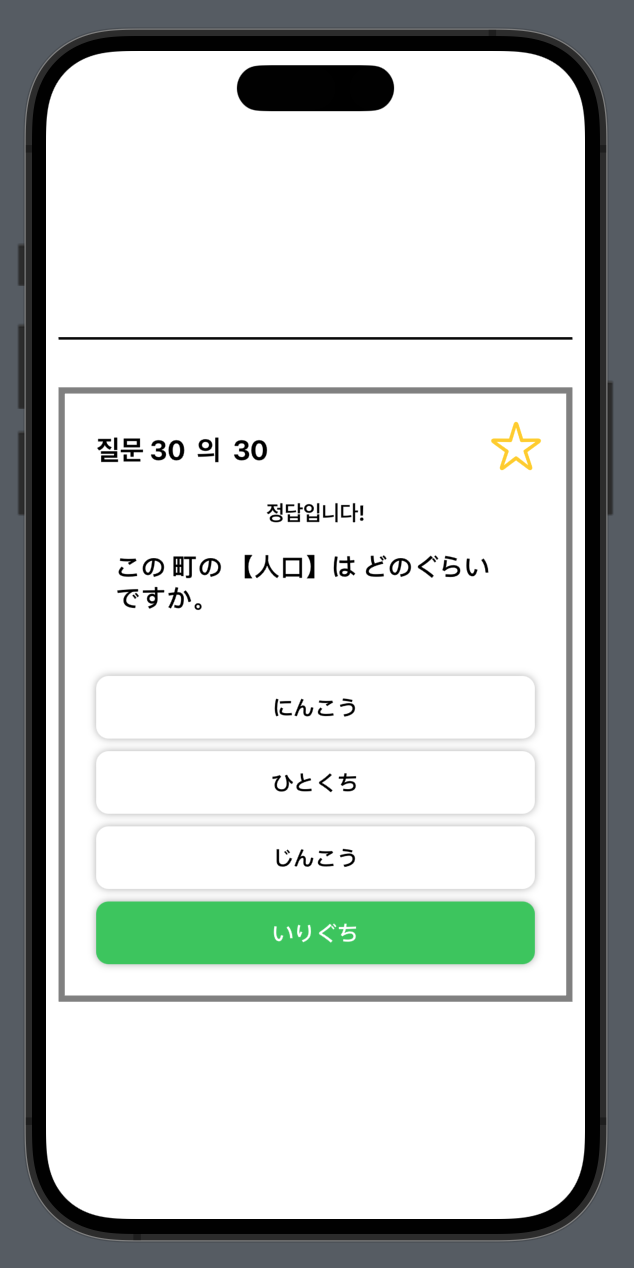 질문 30 의 30
정답입니다!
この 町の 【人口】は どのぐらい
ですか。
にんこう
ひとくち
じんこう
いりぐち